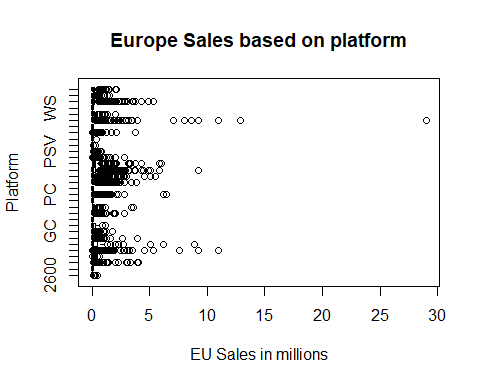 Europe Sales based on platform
Platform
WS
PSV
PC
GC
2600
0 5 10 15 20 25 30
EU Sales in millions